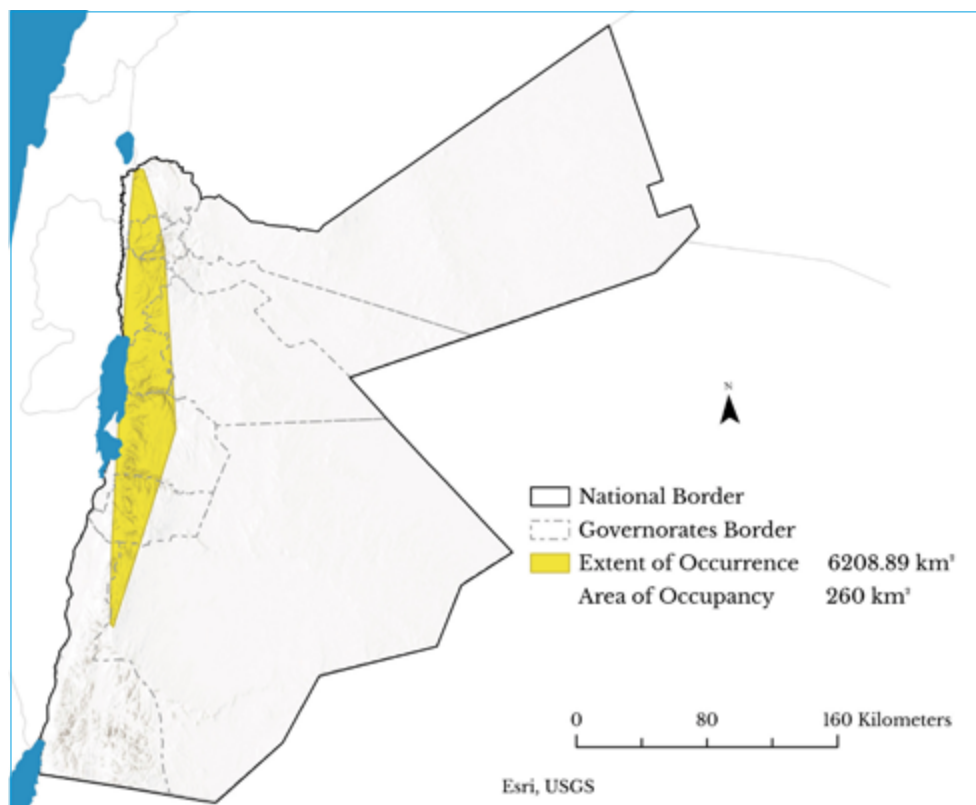 N
National Border
Governorates Border
Extent of Occurrence 6208.89 km²
Area of Occupancy 260 km²
0 80 160 Kilometers
Esri, USGS